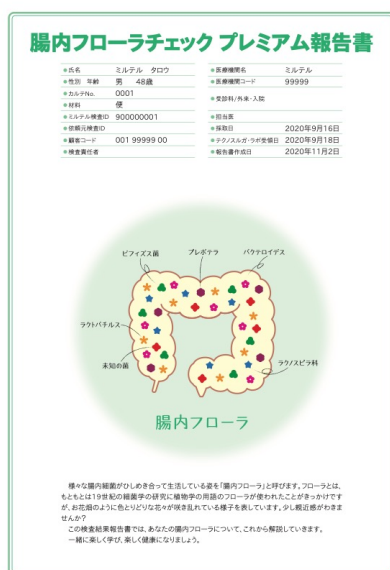 腸内フローラチェック プレミアム報告書
氏名 ミルテル タロウ
性別 年齢 男 48歳
カルテNo. 0001
材料 便
ミルテル検査ID 900000001
依頼元検査ID
顧客コード 001 99999 00
検査責任者
医療機関名 ミルテル
医療機関コード 99999
受診科/外来・入院
担当医
採取日 2020年9月16日
テクノスルガ・ラボ受領日 2020年9月18日
報告書作成日 2020年11月2日
ビフィズス菌
プレボテラ
バクテロイデス
ラクトバチルス
未知の菌
ラクノスピラ科
腸内フローラ
様々な腸内細菌がひしめき合って生活している姿を「腸内フローラ」と呼びます。フローラとは、
もともとは19世紀の細菌学の研究に植物学の用語のフローラが使われたことがきっかけです
が、お花畑のように色とりどりな花々が咲き乱れている様子を表しています。少し親近感がわきま
せんか?
この検査結果報告書では、あなたの腸内フローラについて、これから解説していきます。
一緒に楽しく学び、楽しく健康になりましょう。